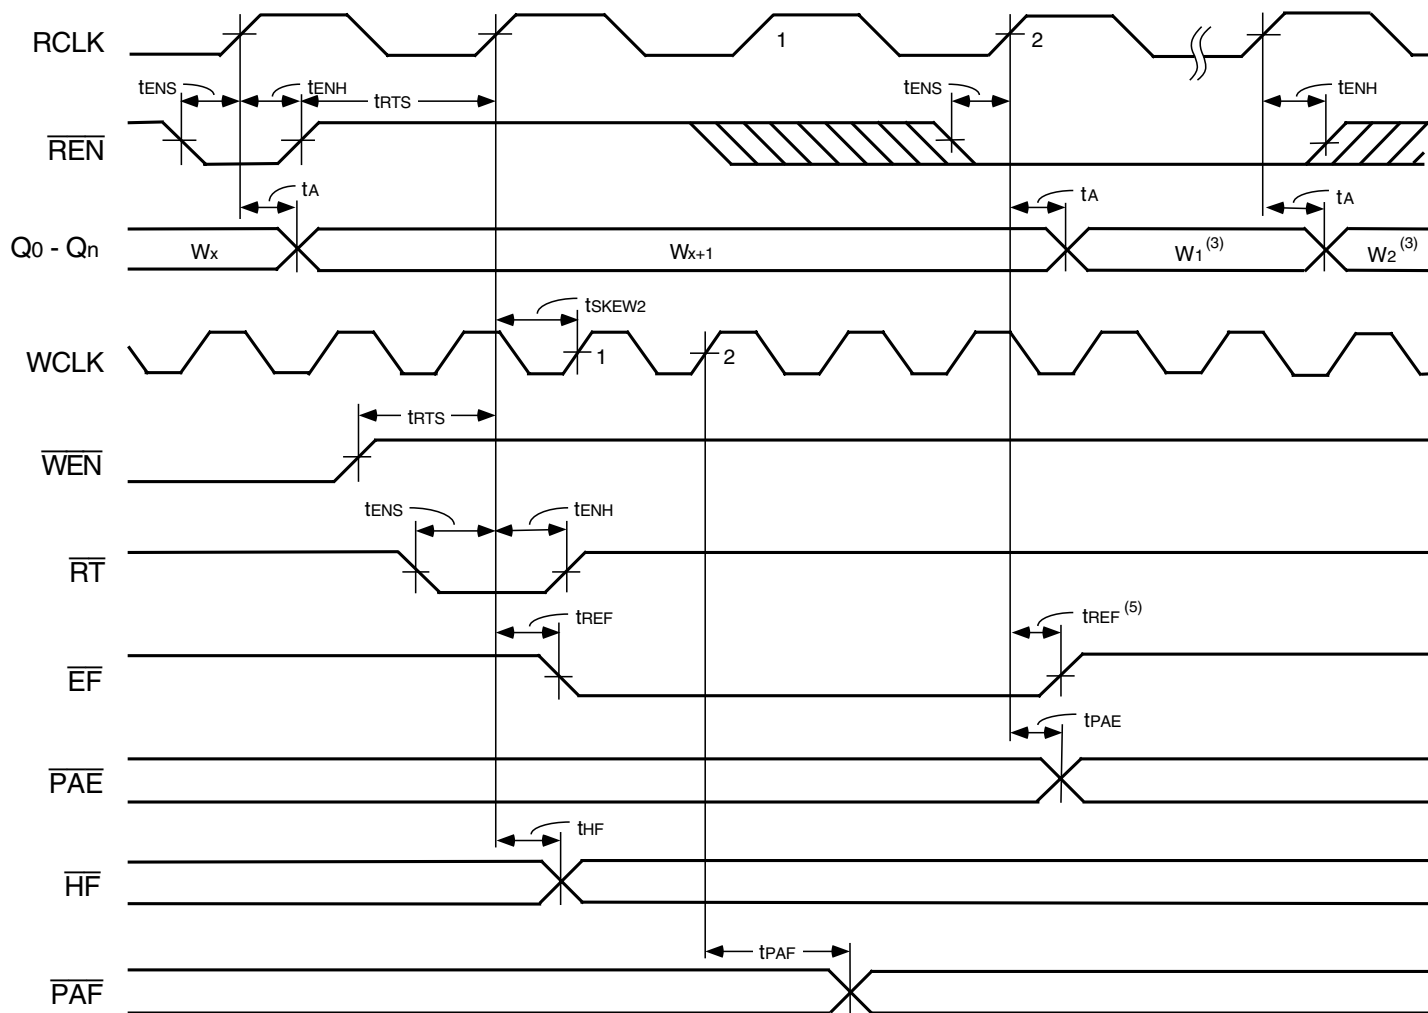 RCLK 1 2
tENS tENH tRTS tENS tENH
REN
tA tA tA
Q0 - Qn Wx Wx+1 W1 (3) W2 (3)
tSKEW2
WCLK 1 2
tRTS
WEN
tENS tENH
RT
tREF tREF (5)
EF
tPAE
PAE
tHF
HF
tPAF
PAF